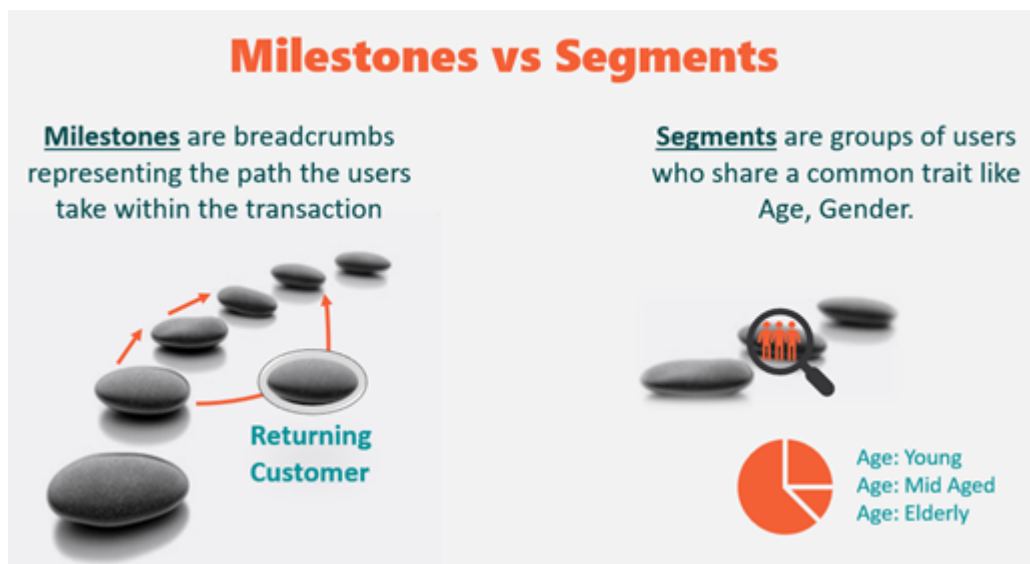 Milestones vs Segments
Milestones are breadcrumbs
representing the path the users
take within the transaction
Returning
Customer
Segments are groups of users
who share a common trait like
Age, Gender.
Age: Young
Age: Mid Aged
Age: Elderly